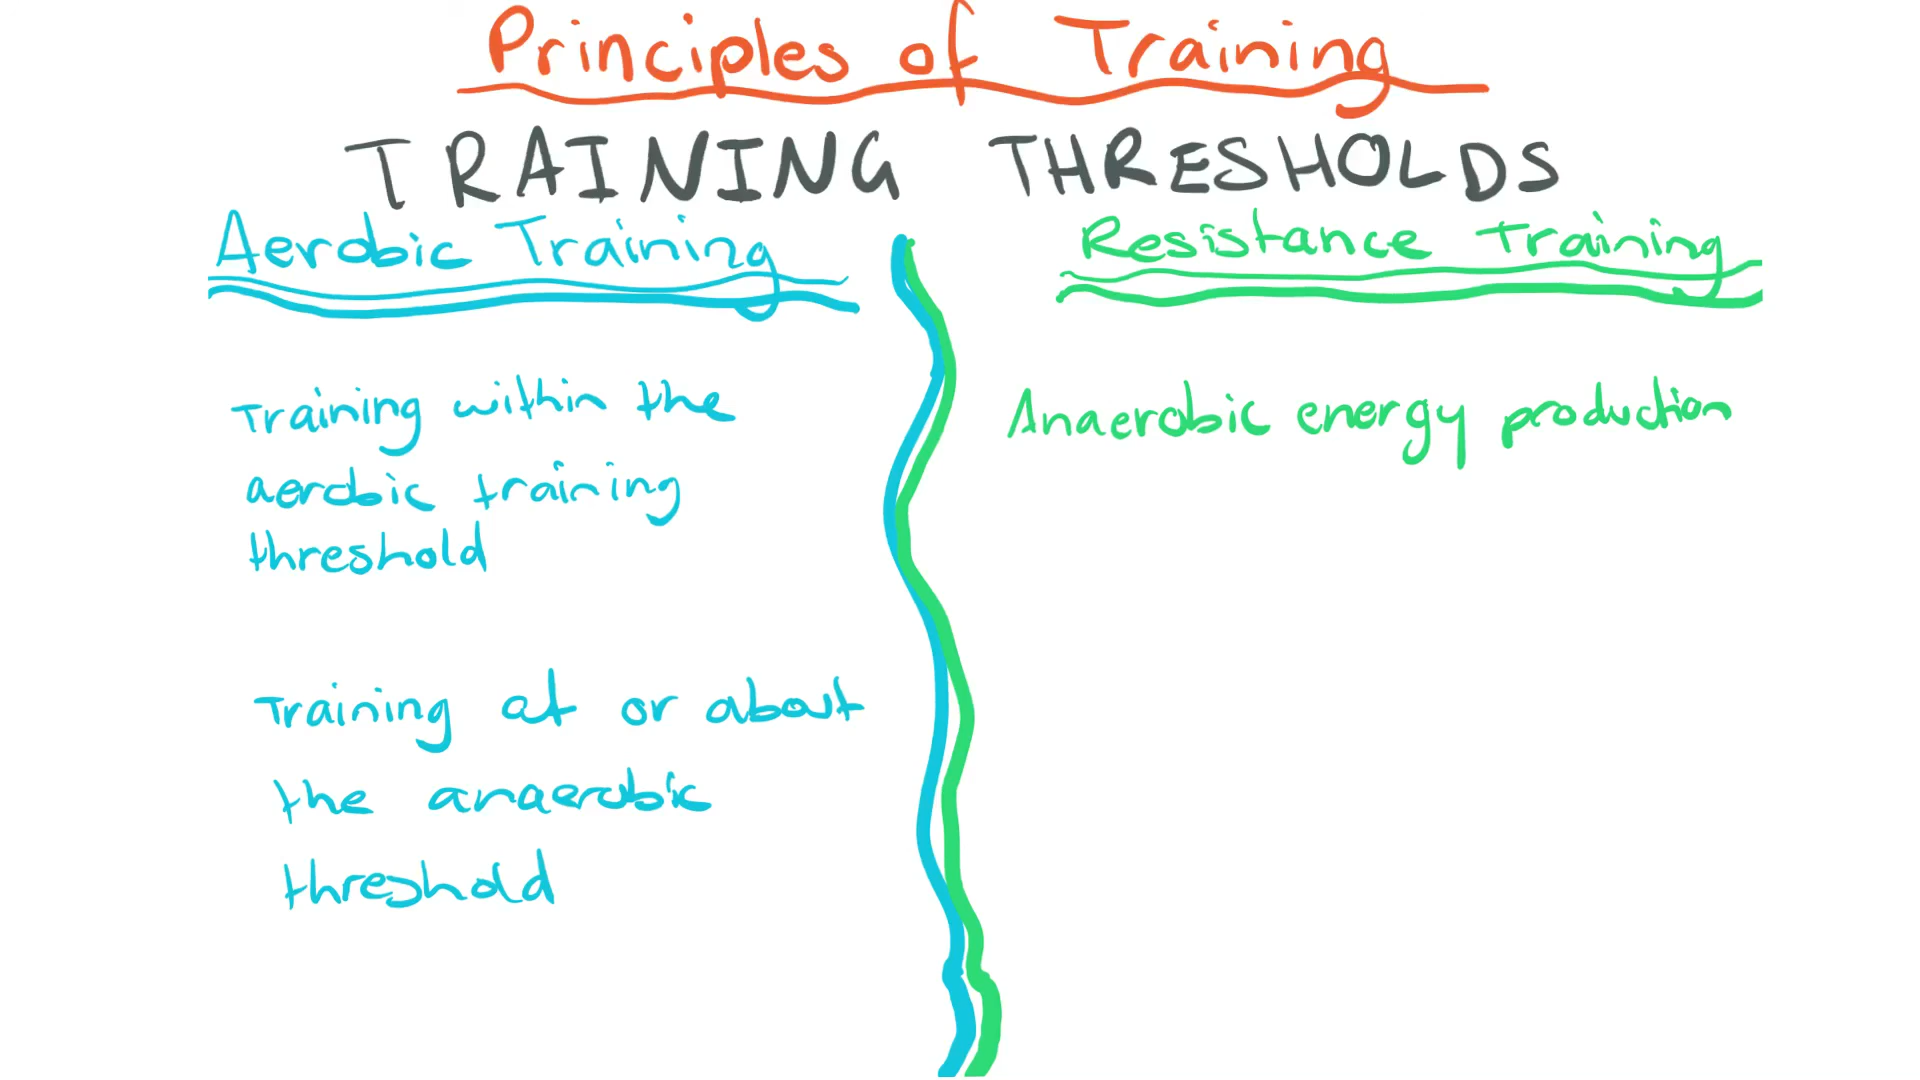 Principles of Training
TRAINING THRESHOLDS
Aerobic Training
Training within the
aerobic training
threshold
Training at or about
the anaerobic
threshold
Resistance Training
Anaerobic energy production